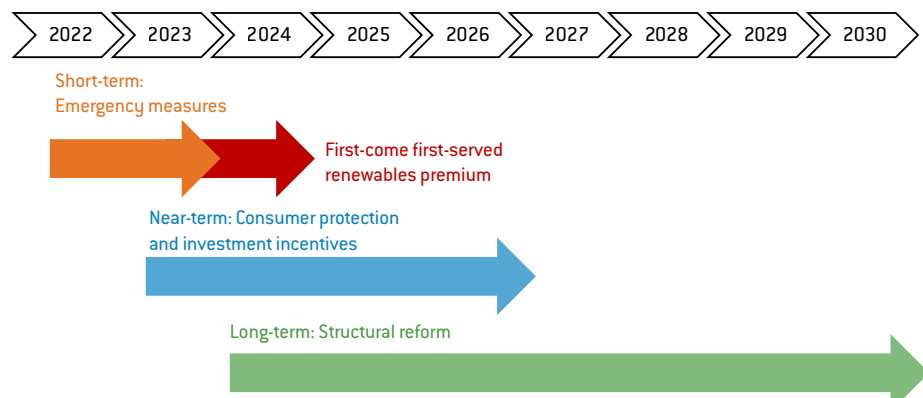 2022 2023 2024 2025 2026 2027 2028 2029 2030
Short-term:
Emergency measures
First-come first-served
renewables premium
Near-term: Consumer protection
and investment incentives
Long-term: Structural reform